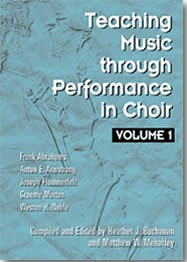 Teaching
Music
through
Performance
in Choir
VOLUME 1
Frank Abrahams
Anton E. Armstrong
Joseph Flummerfelt
Graeme Morton
Weston H. Noble
Compiled and Edited by Heather J. Buchanan
and Matthew W. Mehaffey